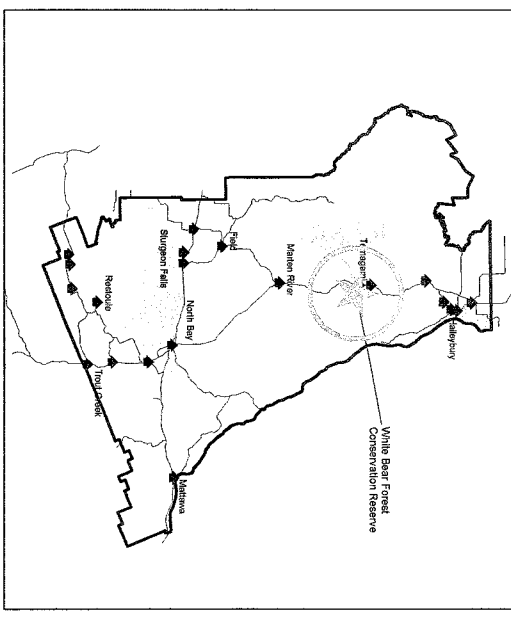 Haileybury
Temagami
White Bear Forest
Conservation Reserve
Marten River
Field
Sturgeon Falls
North Bay
Mattawa
Restoule
Trout Creek